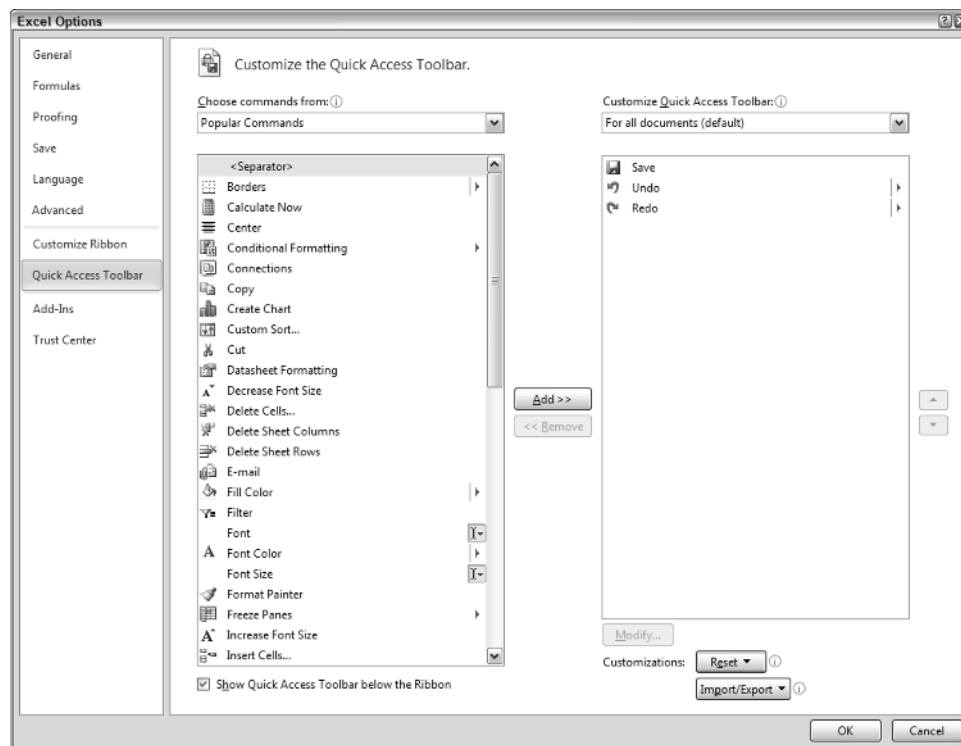 Excel Options
General
Formulas
Proofing
Save
Language
Advanced
Customize Ribbon
Quick Access Toolbar
Add-Ins
Trust Center
Customize the Quick Access Toolbar.
Choose commands from:
Popular Commands
<Separator>
Borders
Calculate Now
Center
Conditional Formatting
Connections
Copy
Create Chart
Custom Sort...
Cut
Datasheet Formatting
Decrease Font Size
Delete Cells...
Delete Sheet Columns
Delete Sheet Rows
E-mail
Fill Color
Filter
Font
Font Color
Font Size
Format Painter
Freeze Panes
Increase Font Size
Insert Cells...
Show Quick Access Toolbar below the Ribbon
Add >>
<< Remove
Customize Quick Access Toolbar:
For all documents (default)
Save
Undo
Redo
Modify...
Customizations:
Reset
Import/Export
OK
Cancel